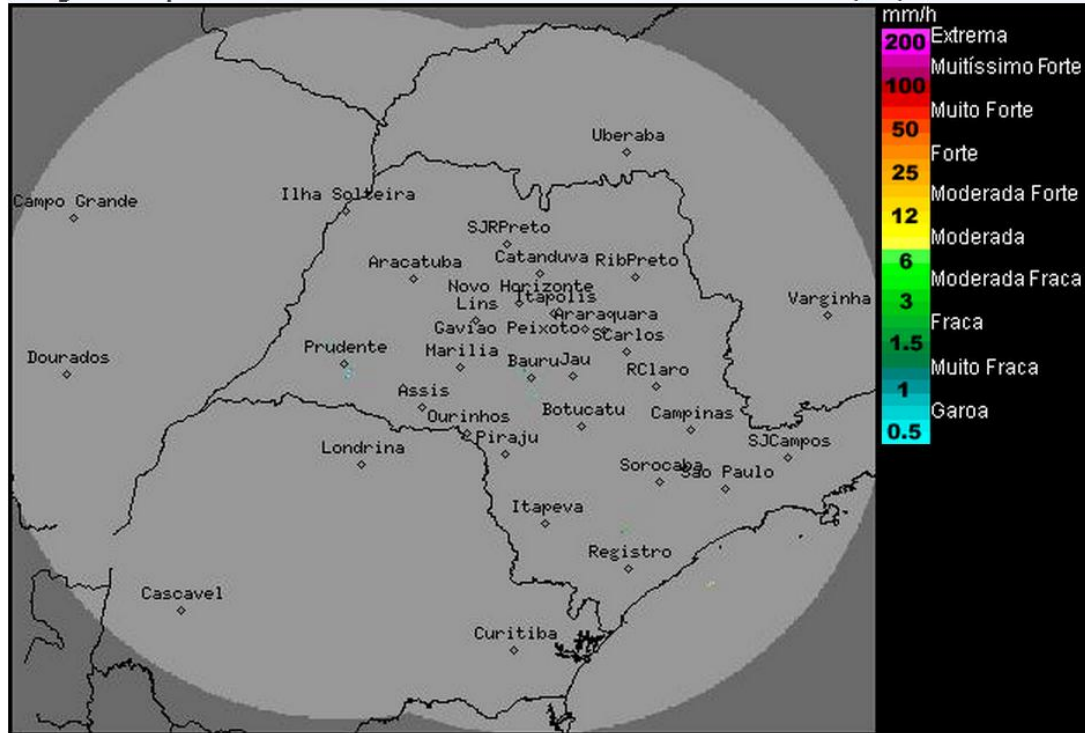 mm/h
200 Extrema
Muitíssimo Forte
100
Muito Forte
50
Forte
25
Moderada Forte
12
Moderada
6
Moderada Fraca
3
Fraca
1.5
Muito Fraca
1
Garoa
0.5
Uberaba
Ilha Solteira
Campo Grande
SJRPreto
Catanduva
RibPreto
Aracatuba
Novo Horizonte
Itapolis
Varginha
Lins
Araraquara
Gaviao Peixoto
SCarlos
Prudente
Marilia
Dourados
Bauru
Jau
RClaro
Assis
Ourinhos
Botucatu
Campinas
Piraju
SJCampos
Londrina
Sorocaba
Sao Paulo
Itapeva
Registro
Cascavel
Curitiba